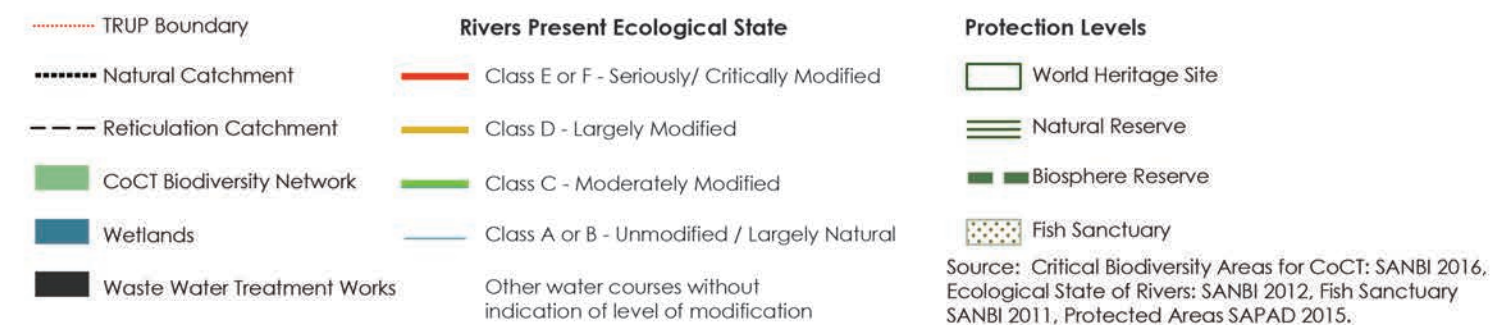 TRUP Boundary
Natural Catchment
Reticulation Catchment
CoCT Biodiversity Network
Wetlands
Waste Water Treatment Works
Rivers Present Ecological State
Class E or F - Seriously/ Critically Modified
Class D - Largely Modified
Class C - Moderately Modified
Class A or B - Unmodified / Largely Natural
Other water courses without
indication of level of modification
Protection Levels
World Heritage Site
Natural Reserve
Biosphere Reserve
Fish Sanctuary
Source: Critical Biodiversity Areas for CoCT: SANBI 2016,
Ecological State of Rivers: SANBI 2012, Fish Sanctuary
SANBI 2011, Protected Areas SAPAD 2015.